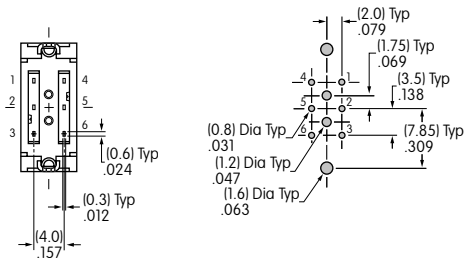 1
4
2
5
3
6
(0.6) Typ
.024
(0.3) Typ
.012
(4.0)
.157
(2.0) Typ
.079
(1.75) Typ
.069
4
1
(3.5) Typ
.138
5
2
(0.8) Dia Typ
.031
6
3
(7.85) Typ
.309
(1.2) Dia Typ
.047
(1.6) Dia Typ
.063